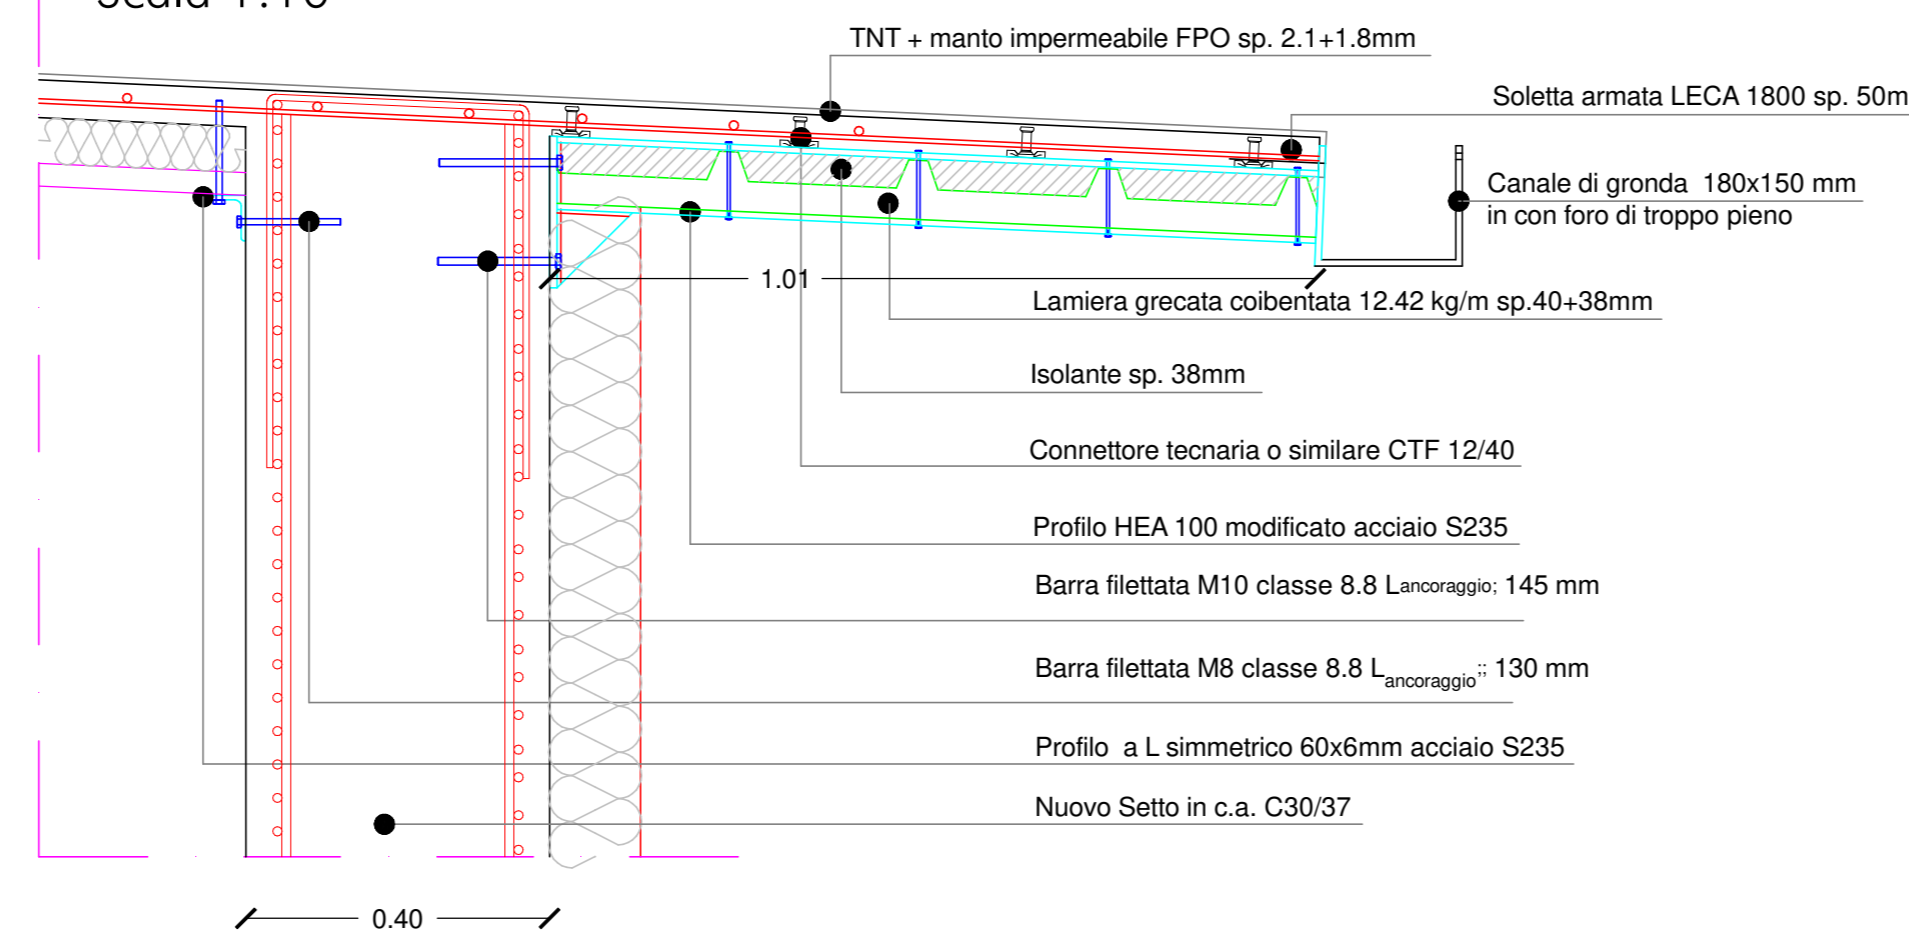 Scala 1:10
TNT + manto impermeabile FPO sp. 2.1+1.8mm
Soletta armata LECA 1800 sp. 50m
Canale di gronda 180x150 mm
in con foro di troppo pieno
1.01
Lamiera grecata coibentata 12.42 kg/m sp.40+38mm
Isolante sp. 38mm
Connettore tecnaria o similare CTF 12/40
Profilo HEA 100 modificato acciaio S235
Barra filettata M10 classe 8.8 Lancoraggio; 145 mm
Barra filettata M8 classe 8.8 Lancoraggio;; 130 mm
Profilo a L simmetrico 60x6mm acciaio S235
Nuovo Setto in c.a. C30/37
0.40